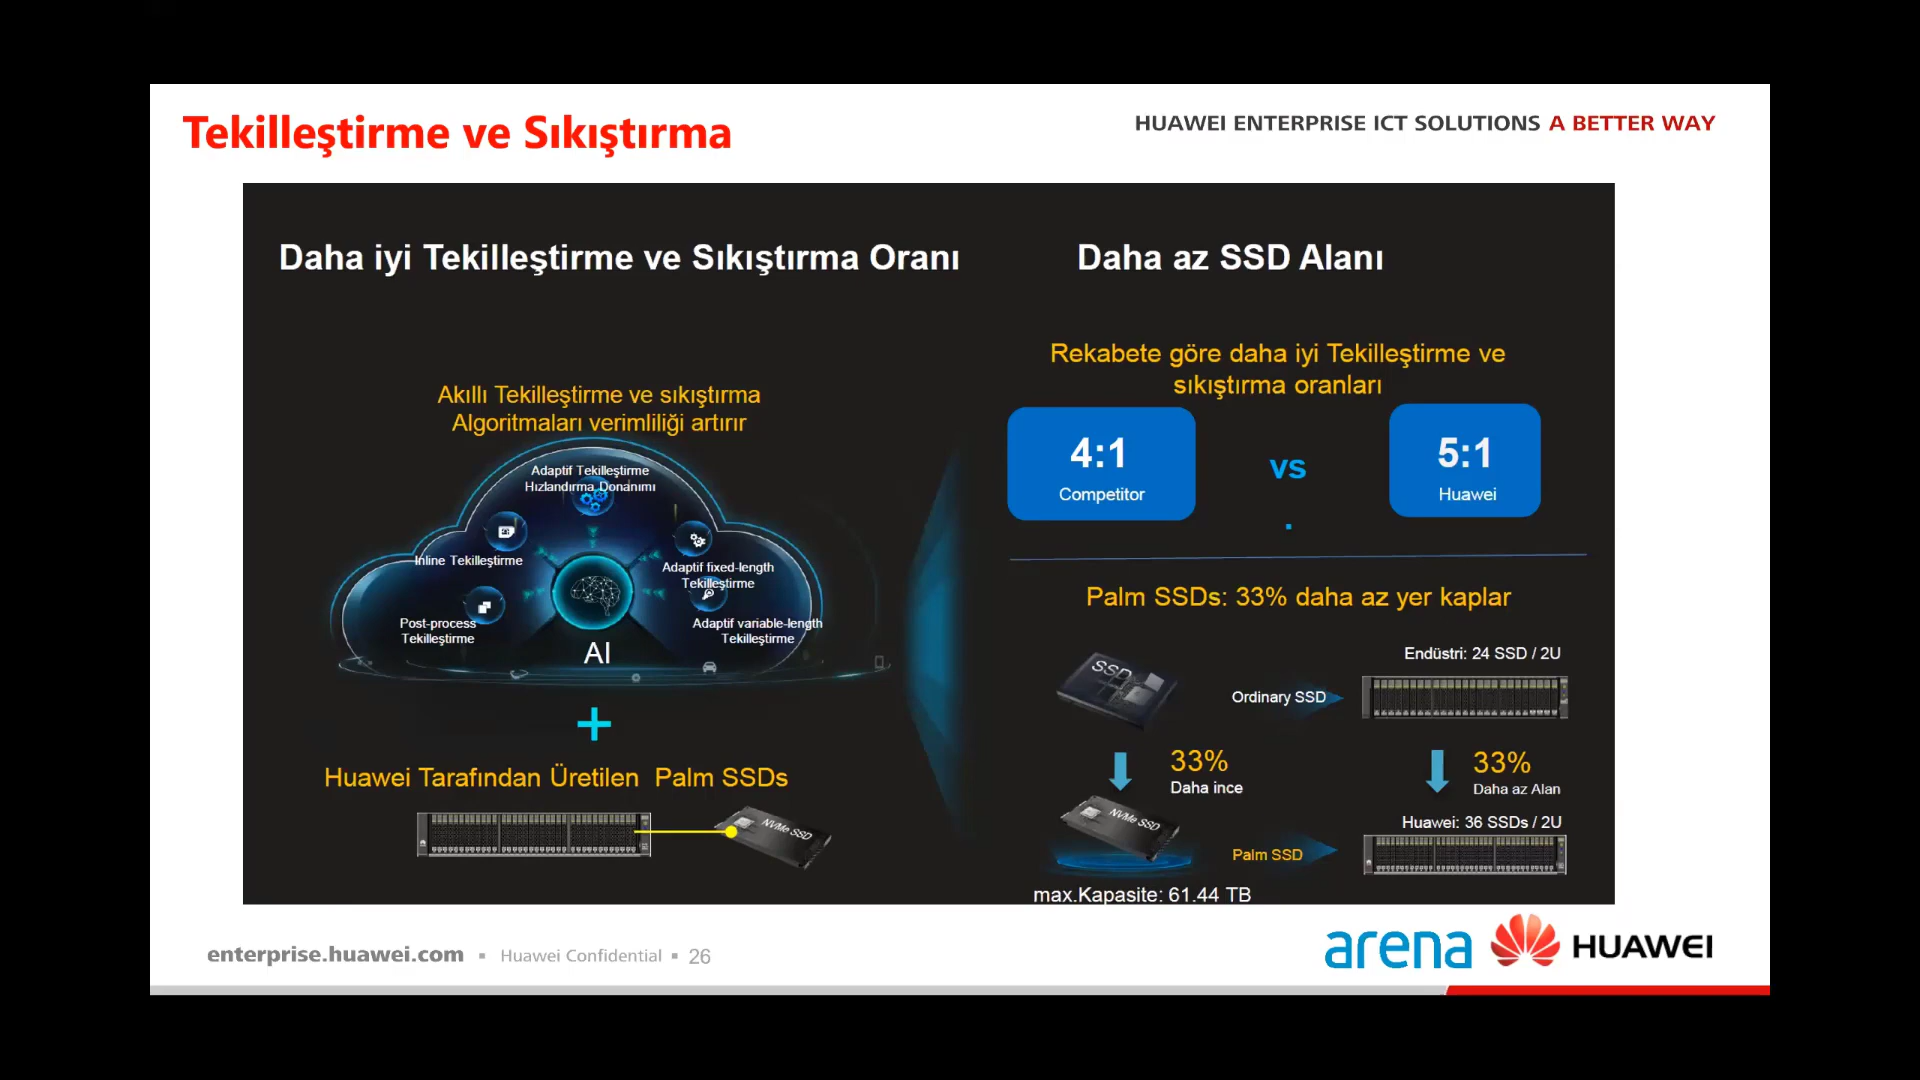 Tekilleştirme ve Sıkıştırma
HUAWEI ENTERPRISE ICT SOLUTIONS A BETTER WAY
Daha iyi Tekilleştirme ve Sıkıştırma Oranı
Akıllı Tekilleştirme ve sıkıştırma
Algoritmaları verimliliği artırır
Adaptif Tekilleştirme
Hızlandırma Donanımı
Inline Tekilleştirme
Adaptif fixed-length
Tekilleştirme
Post-process
Tekilleştirme
Adaptif variable-length
Tekilleştirme
AI
+
Huawei Tarafından Üretilen Palm SSDs
NVMe SSD
Daha az SSD Alanı
Rekabete göre daha iyi Tekilleştirme ve
sıkıştırma oranları
4:1
Competitor
vs
.
5:1
Huawei
Palm SSDs: 33% daha az yer kaplar
SSD
Ordinary SSD
Endüstri: 24 SSD / 2U
33%
Daha ince
33%
Daha az Alan
NVMe SSD
Palm SSD
Huawei: 36 SSDs / 2U
max.Kapasite: 61.44 TB
enterprise.huawei.com ▪ Huawei Confidential ▪ 26
arena
HUAWEI